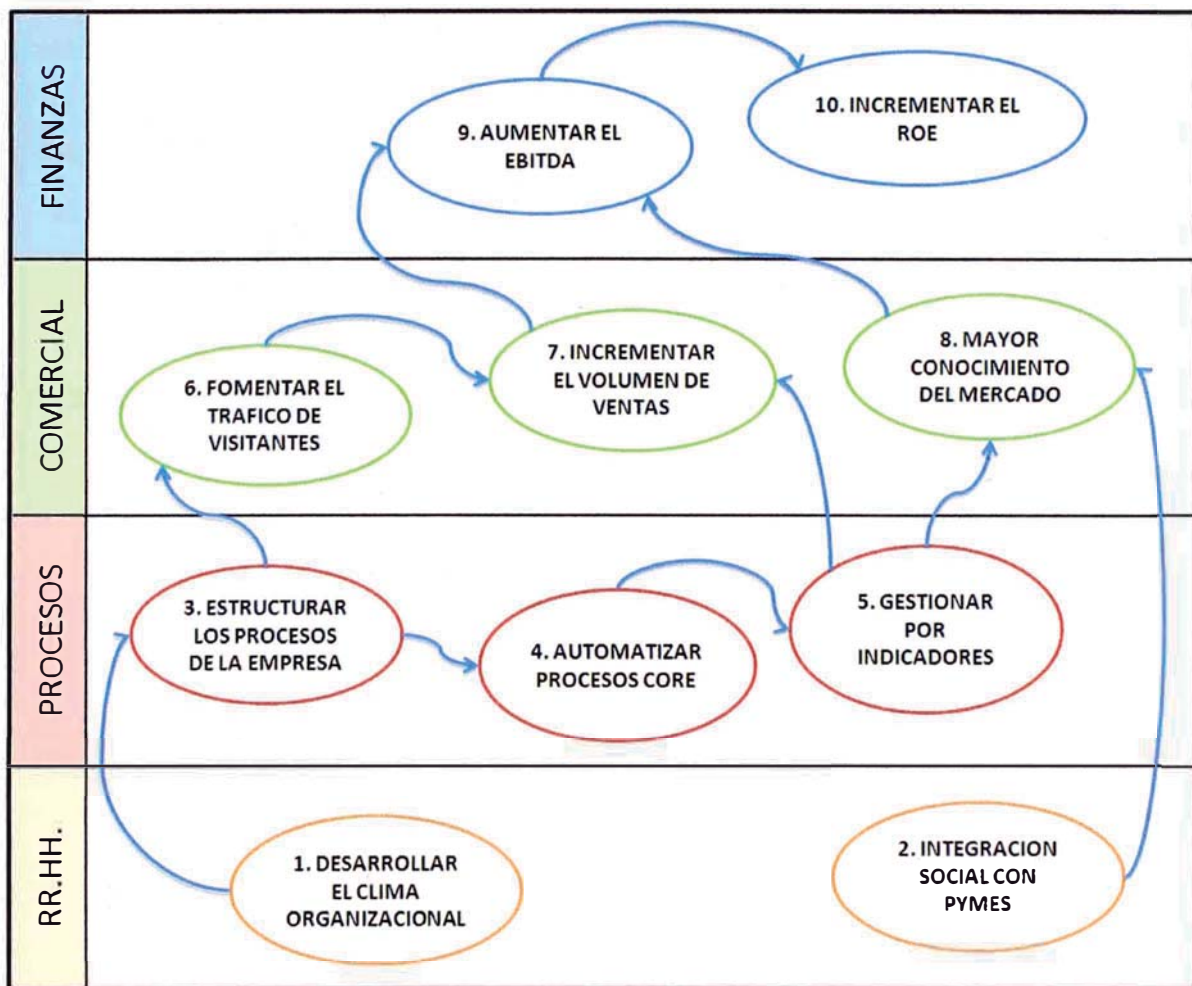 FINANZAS
9. AUMENTAR EL
EBITDA
10. INCREMENTAR EL
ROE
COMERCIAL
6. FOMENTAR EL
TRAFICO DE
VISITANTES
7. INCREMENTAR
EL VOLUMEN DE
VENTAS
8. MAYOR
CONOCIMIENTO
DEL MERCADO
PROCESOS
3. ESTRUCTURAR
LOS PROCESOS
DE LA EMPRESA
4. AUTOMATIZAR
PROCESOS CORE
5. GESTIONAR
POR
INDICADORES
RR.HH.
1. DESARROLLAR
EL CLIMA
ORGANIZACIONAL
2. INTEGRACION
SOCIAL CON
PYMES